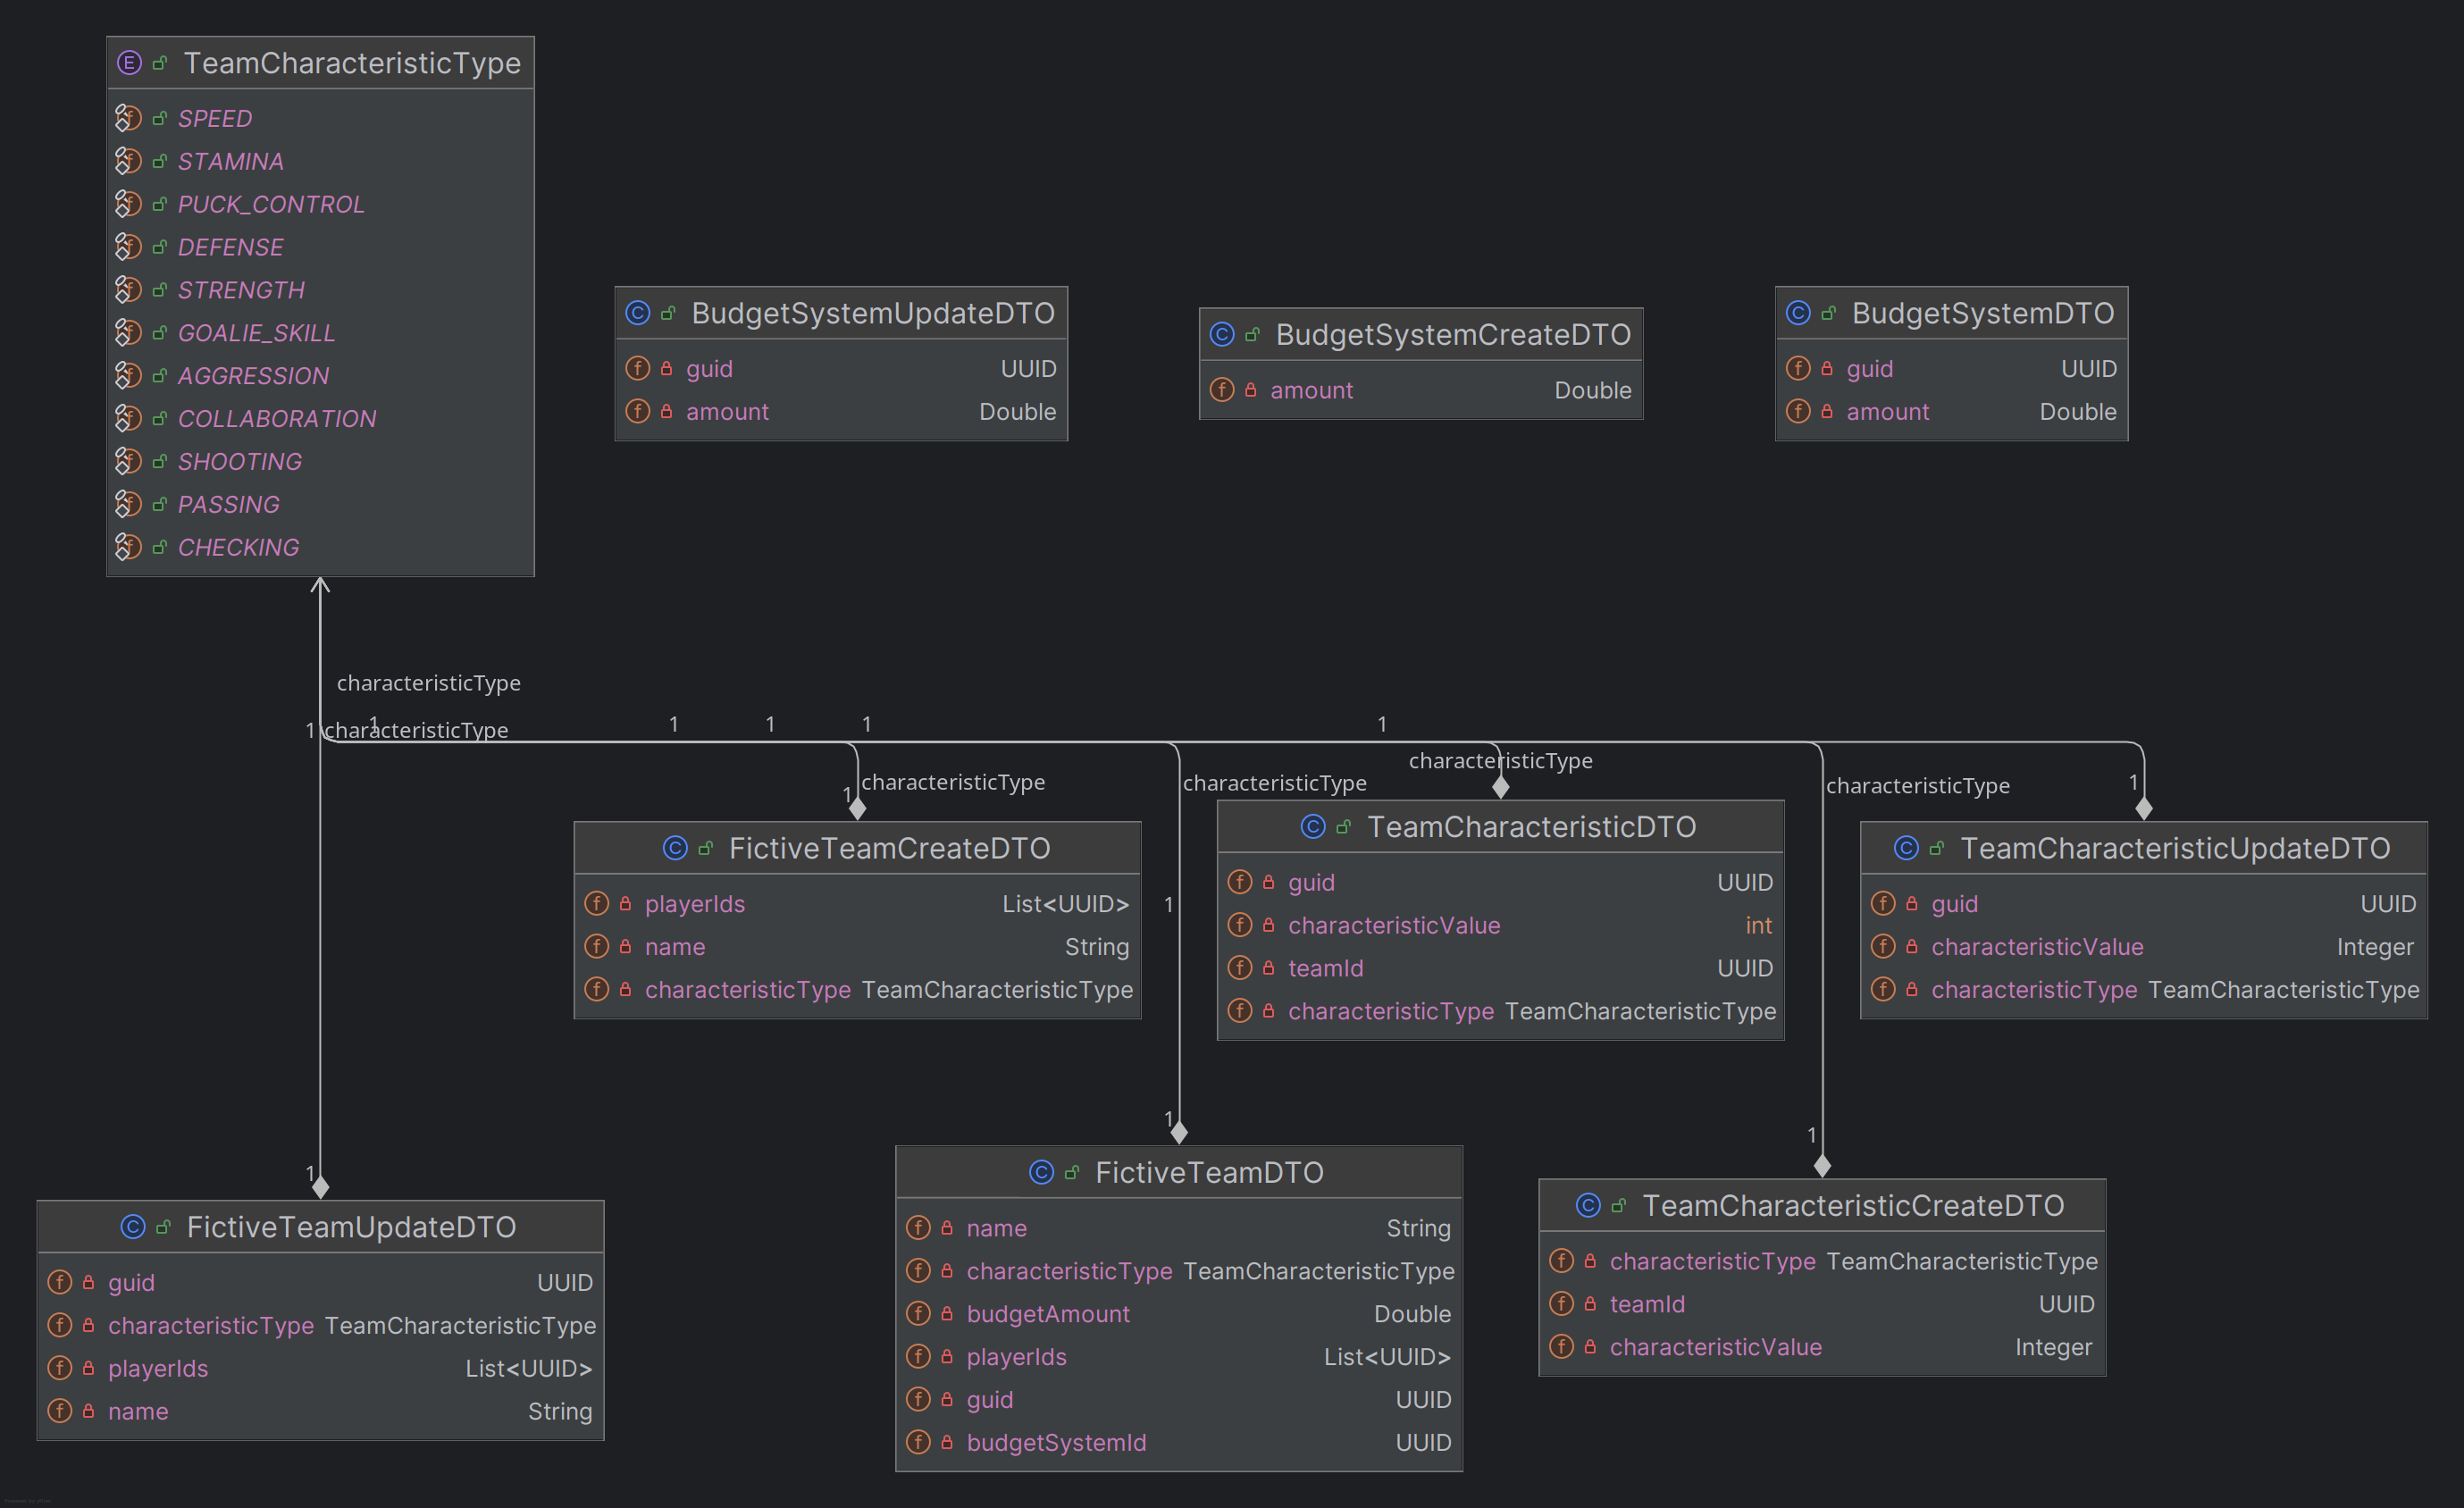 TeamCharacteristicType
SPEED
STAMINA
PUCK_CONTROL
DEFENSE
STRENGTH
GOALIE_SKILL
AGGRESSION
COLLABORATION
SHOOTING
PASSING
CHECKING
BudgetSystemUpdateDTO
guid UUID
amount Double
BudgetSystemCreateDTO
amount Double
BudgetSystemDTO
guid UUID
amount Double
characteristicType
1 characteristicType
1 1 1 1 1
characteristicType
1
characteristicType
characteristicType
characteristicType
1
FictiveTeamCreateDTO
playerIds List<UUID>
name String
characteristicType TeamCharacteristicType
1
TeamCharacteristicDTO
guid UUID
characteristicValue int
teamId UUID
characteristicType TeamCharacteristicType
TeamCharacteristicUpdateDTO
guid UUID
characteristicValue Integer
characteristicType TeamCharacteristicType
1
FictiveTeamUpdateDTO
guid UUID
characteristicType TeamCharacteristicType
playerIds List<UUID>
name String
1
FictiveTeamDTO
name String
characteristicType TeamCharacteristicType
budgetAmount Double
playerIds List<UUID>
guid UUID
budgetSystemId UUID
1
TeamCharacteristicCreateDTO
characteristicType TeamCharacteristicType
teamId UUID
characteristicValue Integer